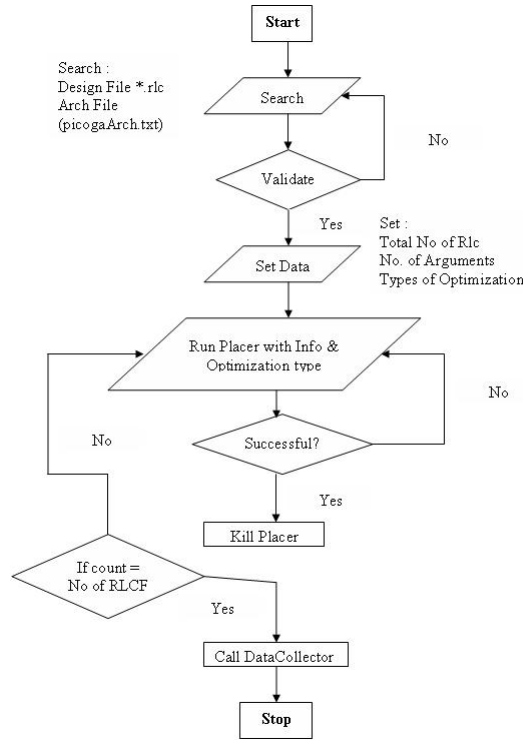 Start
Search :
Design File *.rlc
Arch File
(picogaArch.txt)
Search
No
Validate
Yes
Set :
Total No of Rlc
No. of Arguments
Types of Optimization
Set Data
Run Placer with Info &
Optimization type
No
No
Successful?
Yes
Kill Placer
If count =
No of RLCF
Yes
Call DataCollector
Stop